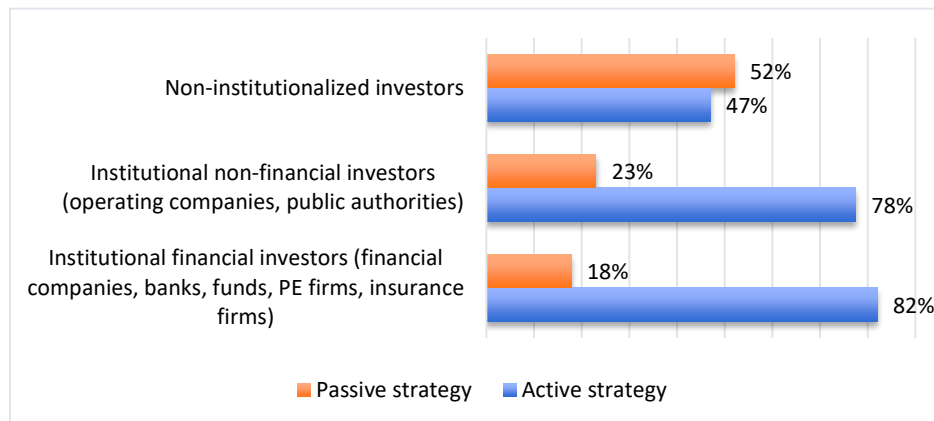 Non-institutionalized investors
52%
47%
Institutional non-financial investors
(operating companies, public authorities)
23%
78%
Institutional financial investors (financial
companies, banks, funds, PE firms, insurance
firms)
18%
82%
Passive strategy Active strategy